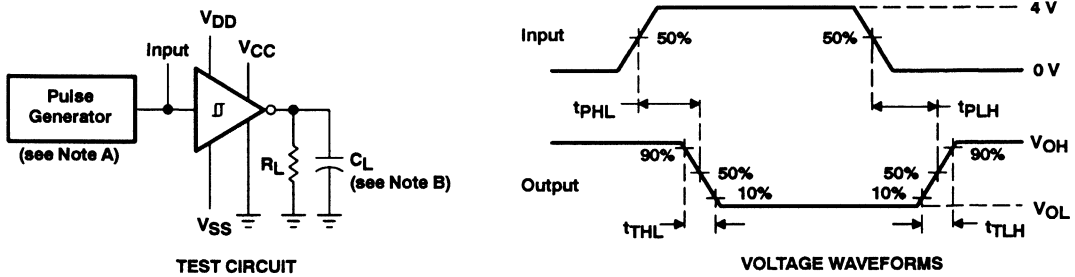 VDD
Input
VCC
Pulse
Generator
(see Note A)
RL
CL
(see Note B)
VSS
TEST CIRCUIT
4 V
Input
50%
50%
0 V
tPHL
tPLH
VOH
90%
90%
50%
50%
Output
10%
10%
VOL
tTHL
tTLH
VOLTAGE WAVEFORMS